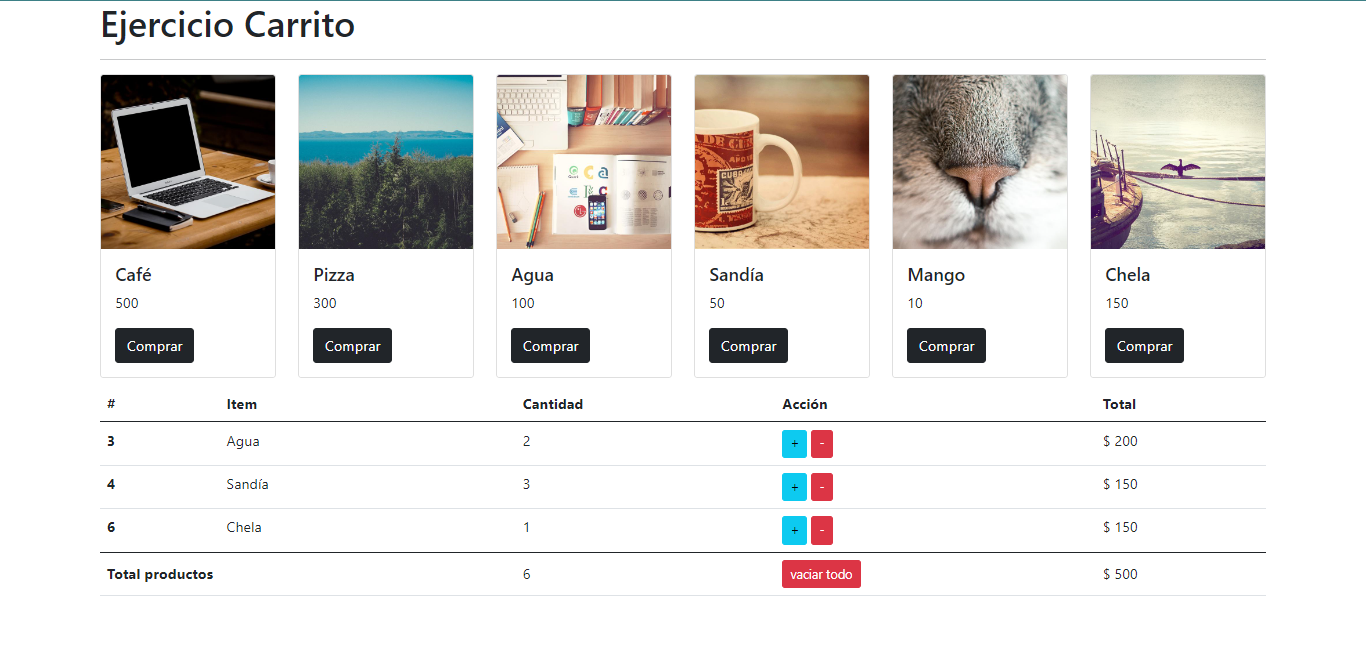 Ejercicio Carrito
Café
500
Comprar
Pizza
300
Comprar
Agua
100
Comprar
Sandía
50
Comprar
Mango
10
Comprar
Chela
150
Comprar
# Item Cantidad Acción Total
3 Agua 2 + - $ 200
4 Sandía 3 + - $ 150
6 Chela 1 + - $ 150
Total productos 6 vaciar todo $ 500